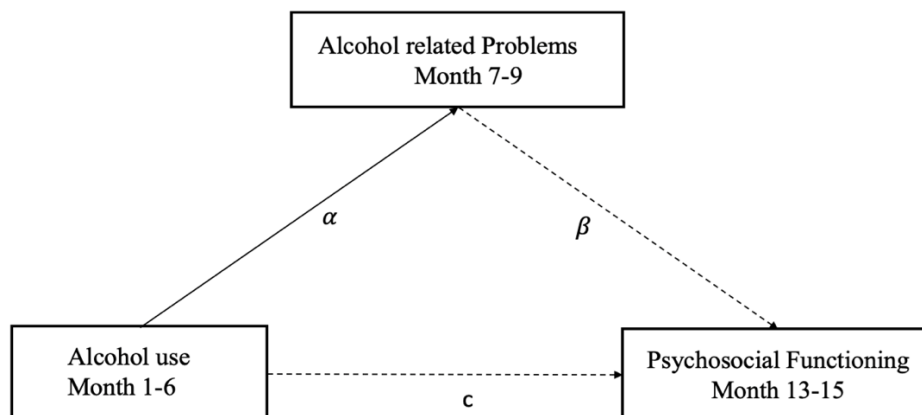 Alcohol related Problems
Month 7-9
α
β
Alcohol use
Month 1-6
Psychosocial Functioning
Month 13-15
c